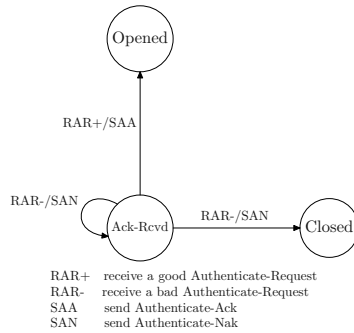 Opened
RAR+/SAA
RAR-/SAN
Ack-Rcvd
RAR-/SAN
Closed
RAR+ receive a good Authenticate-Request
RAR- receive a bad Authenticate-Request
SAA send Authenticate-Ack
SAN send Authenticate-Nak